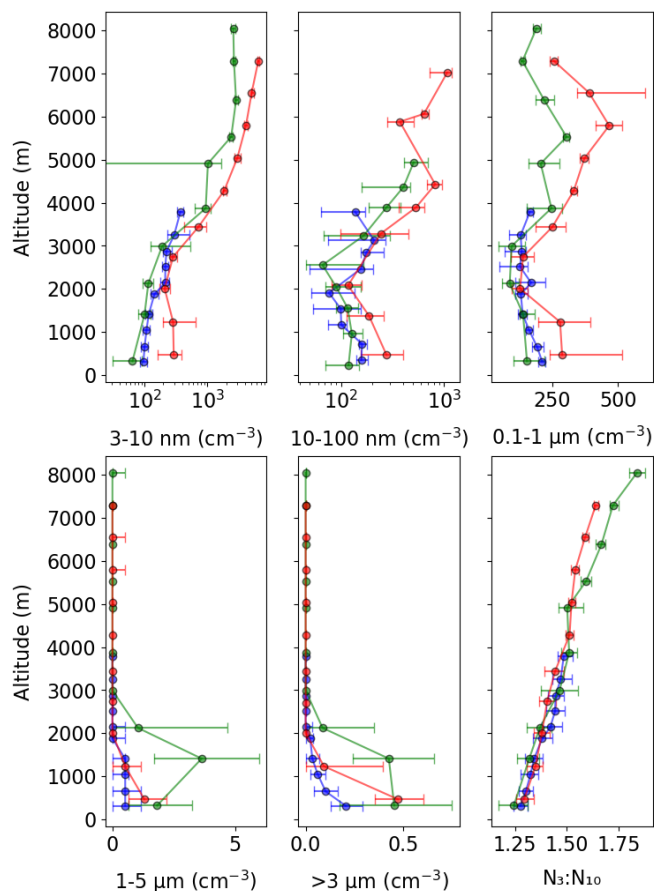 8000
7000
6000
5000
4000
3000
2000
1000
0
Altitude (m)
10² 10³
10² 10³
250 500
3-10 nm (cm⁻³)
10-100 nm (cm⁻³)
0.1-1 μm (cm⁻³)
8000
7000
6000
5000
4000
3000
2000
1000
0
Altitude (m)
0 5
0.0 0.5
1.25 1.50 1.75
1-5 μm (cm⁻³)
>3 μm (cm⁻³)
N₃:N₁₀